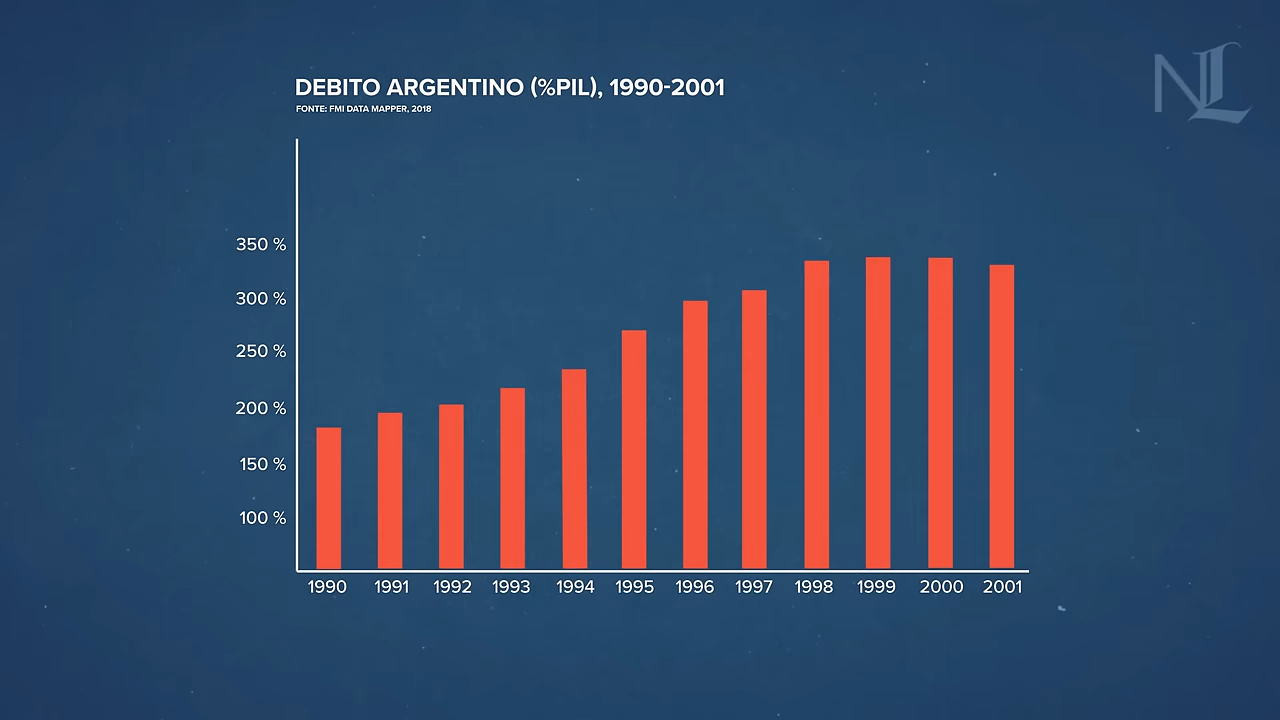 DEBITO ARGENTINO (%PIL), 1990-2001
FONTE: FMI DATA MAPPER, 2018
NL
350 %
300 %
250 %
200 %
150 %
100 %
1990 1991 1992 1993 1994 1995 1996 1997 1998 1999 2000 2001